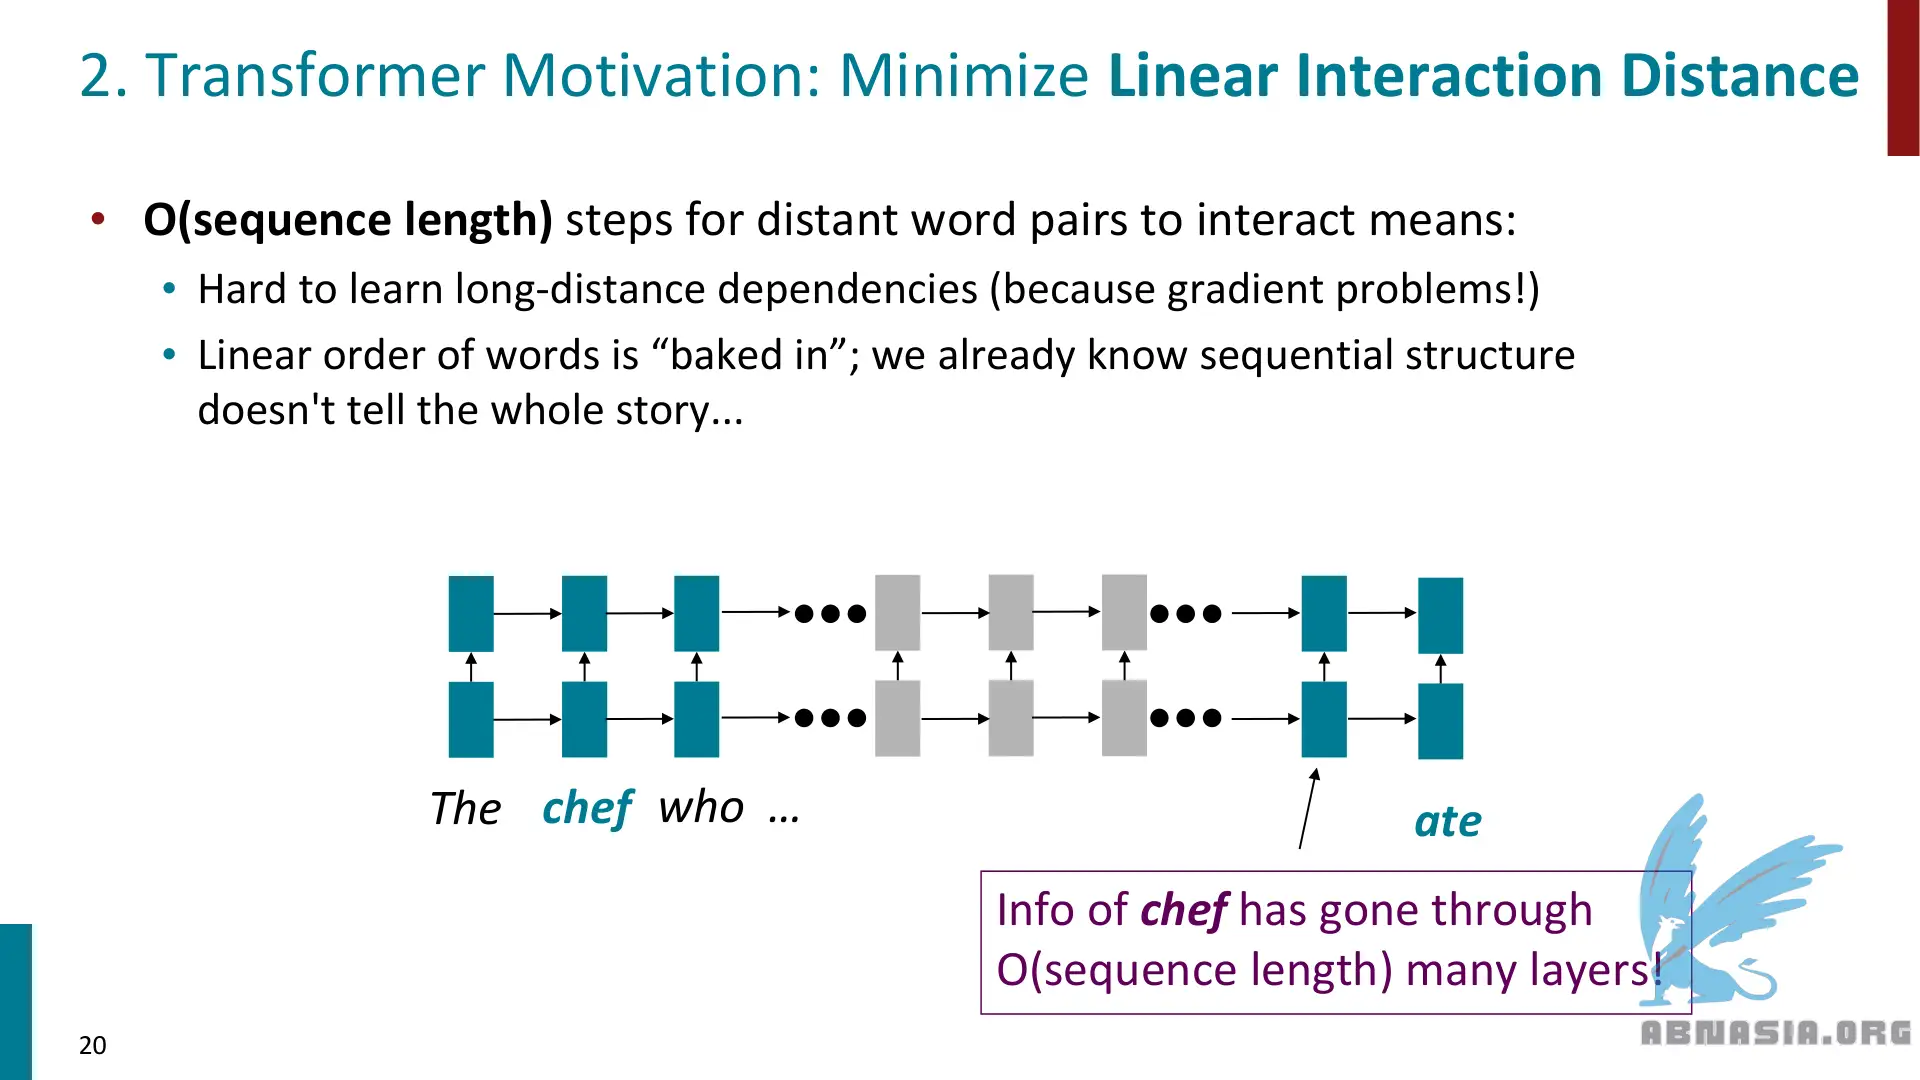 2. Transformer Motivation: Minimize Linear Interaction Distance
• O(sequence length) steps for distant word pairs to interact means:
• Hard to learn long-distance dependencies (because gradient problems!)
• Linear order of words is “baked in”; we already know sequential structure
doesn't tell the whole story...
The chef who ...
ate
Info of chef has gone through
O(sequence length) many layers!
20
ABNASIA.ORG